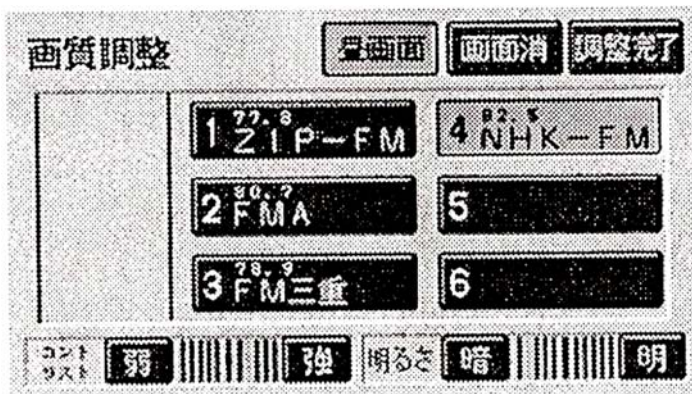 画質調整 昼画面 画面消 調整完了
1 77.8 ZIP-FM
4 82.5 NHK-FM
2 80.7 FMA
5
3 78.9 FM三重
6
コントラスト 弱 強 明るさ 暗 明